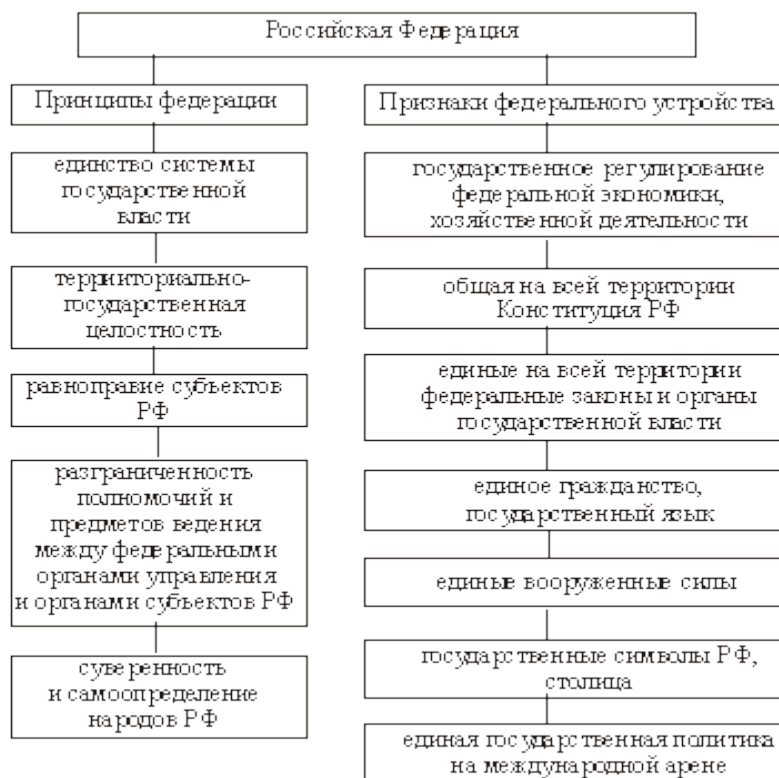 Российская Федерация
Принципы федерации
единство системы
государственной
власти
террииториально-
государственная
целостность
равноправие субъектов
РФ
разграниченность
полномочий и
предметов ведения
между федеральными
органами управления
и органами субъектов РФ
суверенность
и самоопределение
народов РФ
Признаки федерального устройства
государственное регулирование
федеральной экономики,
хозяйственной деятельности
общая на всей территории
Конституция РФ
единые на всей территории
федеральные законы и органы
государственной власти
единое гражданство,
государственный язык
единые вооруженные силы
государственные символы РФ,
столица
единая государственная политика
на международной арене